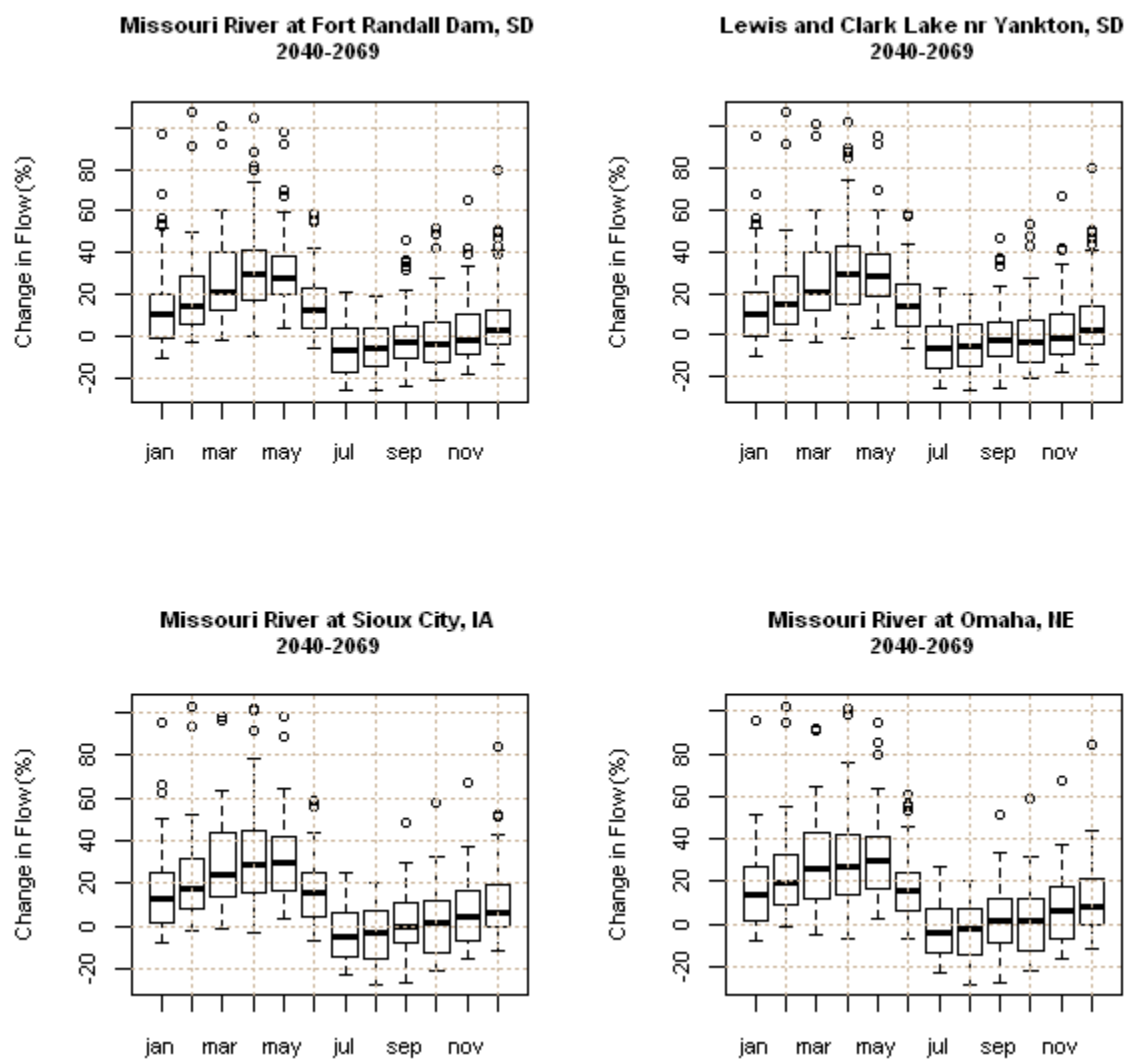 Missouri River at Fort Randall Dam, SD
2040-2069
Change in Flow (%)
80
60
40
20
0
-20
jan mar may jul sep nov
Lewis and Clark Lake nr Yankton, SD
2040-2069
Change in Flow (%)
80
60
40
20
0
-20
jan mar may jul sep nov
Missouri River at Sioux City, IA
2040-2069
Change in Flow (%)
80
60
40
20
0
-20
jan mar may jul sep nov
Missouri River at Omaha, NE
2040-2069
Change in Flow (%)
80
60
40
20
0
-20
jan mar may jul sep nov